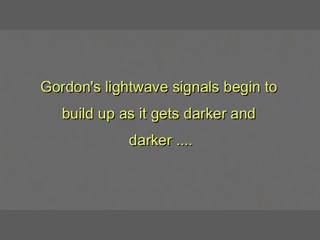 Gordon's lightwave signals begin to
build up as it gets darker and
darker ....